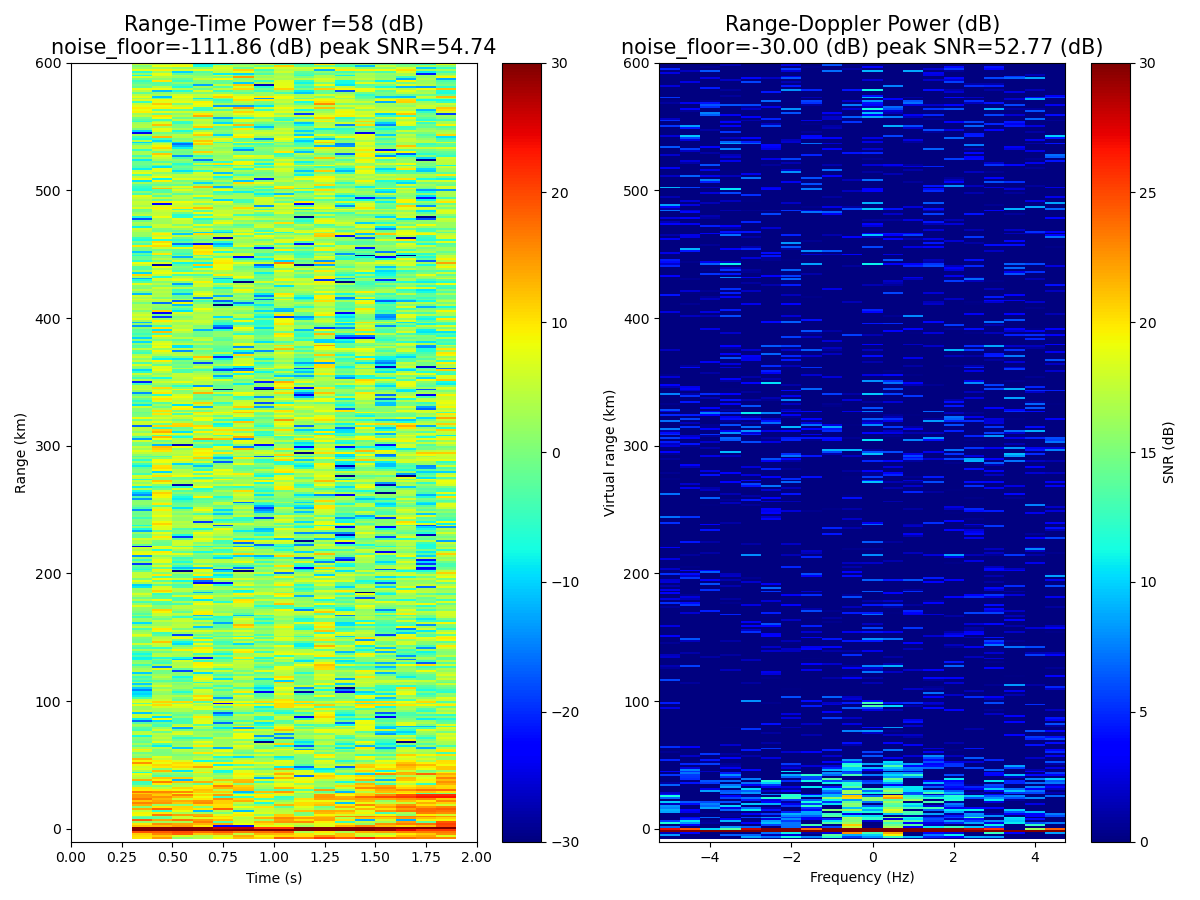 Range-Time Power f=58 (dB)
noise_floor=-111.86 (dB) peak SNR=54.74
Range (km)
600
500
400
300
200
100
0
0.00 0.25 0.50 0.75 1.00 1.25 1.50 1.75 2.00
Time (s)
30
20
10
0
−10
−20
−30
Range-Doppler Power (dB)
noise_floor=-30.00 (dB) peak SNR=52.77 (dB)
Virtual range (km)
600
500
400
300
200
100
0
−4 −2 0 2 4
Frequency (Hz)
30
25
20
15
10
5
0
SNR (dB)